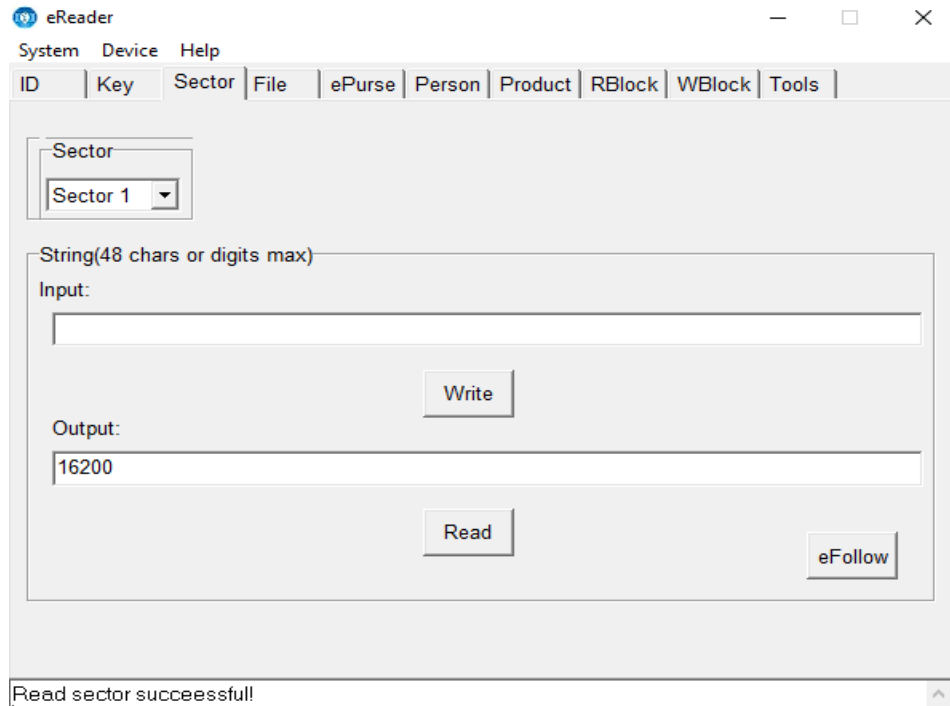 eReader
System Device Help
ID Key Sector File ePurse Person Product RBlock WBlock Tools
Sector
Sector 1
String(48 chars or digits max)
Input:
Write
Output:
16200
Read
eFollow
Read sector succeessful!